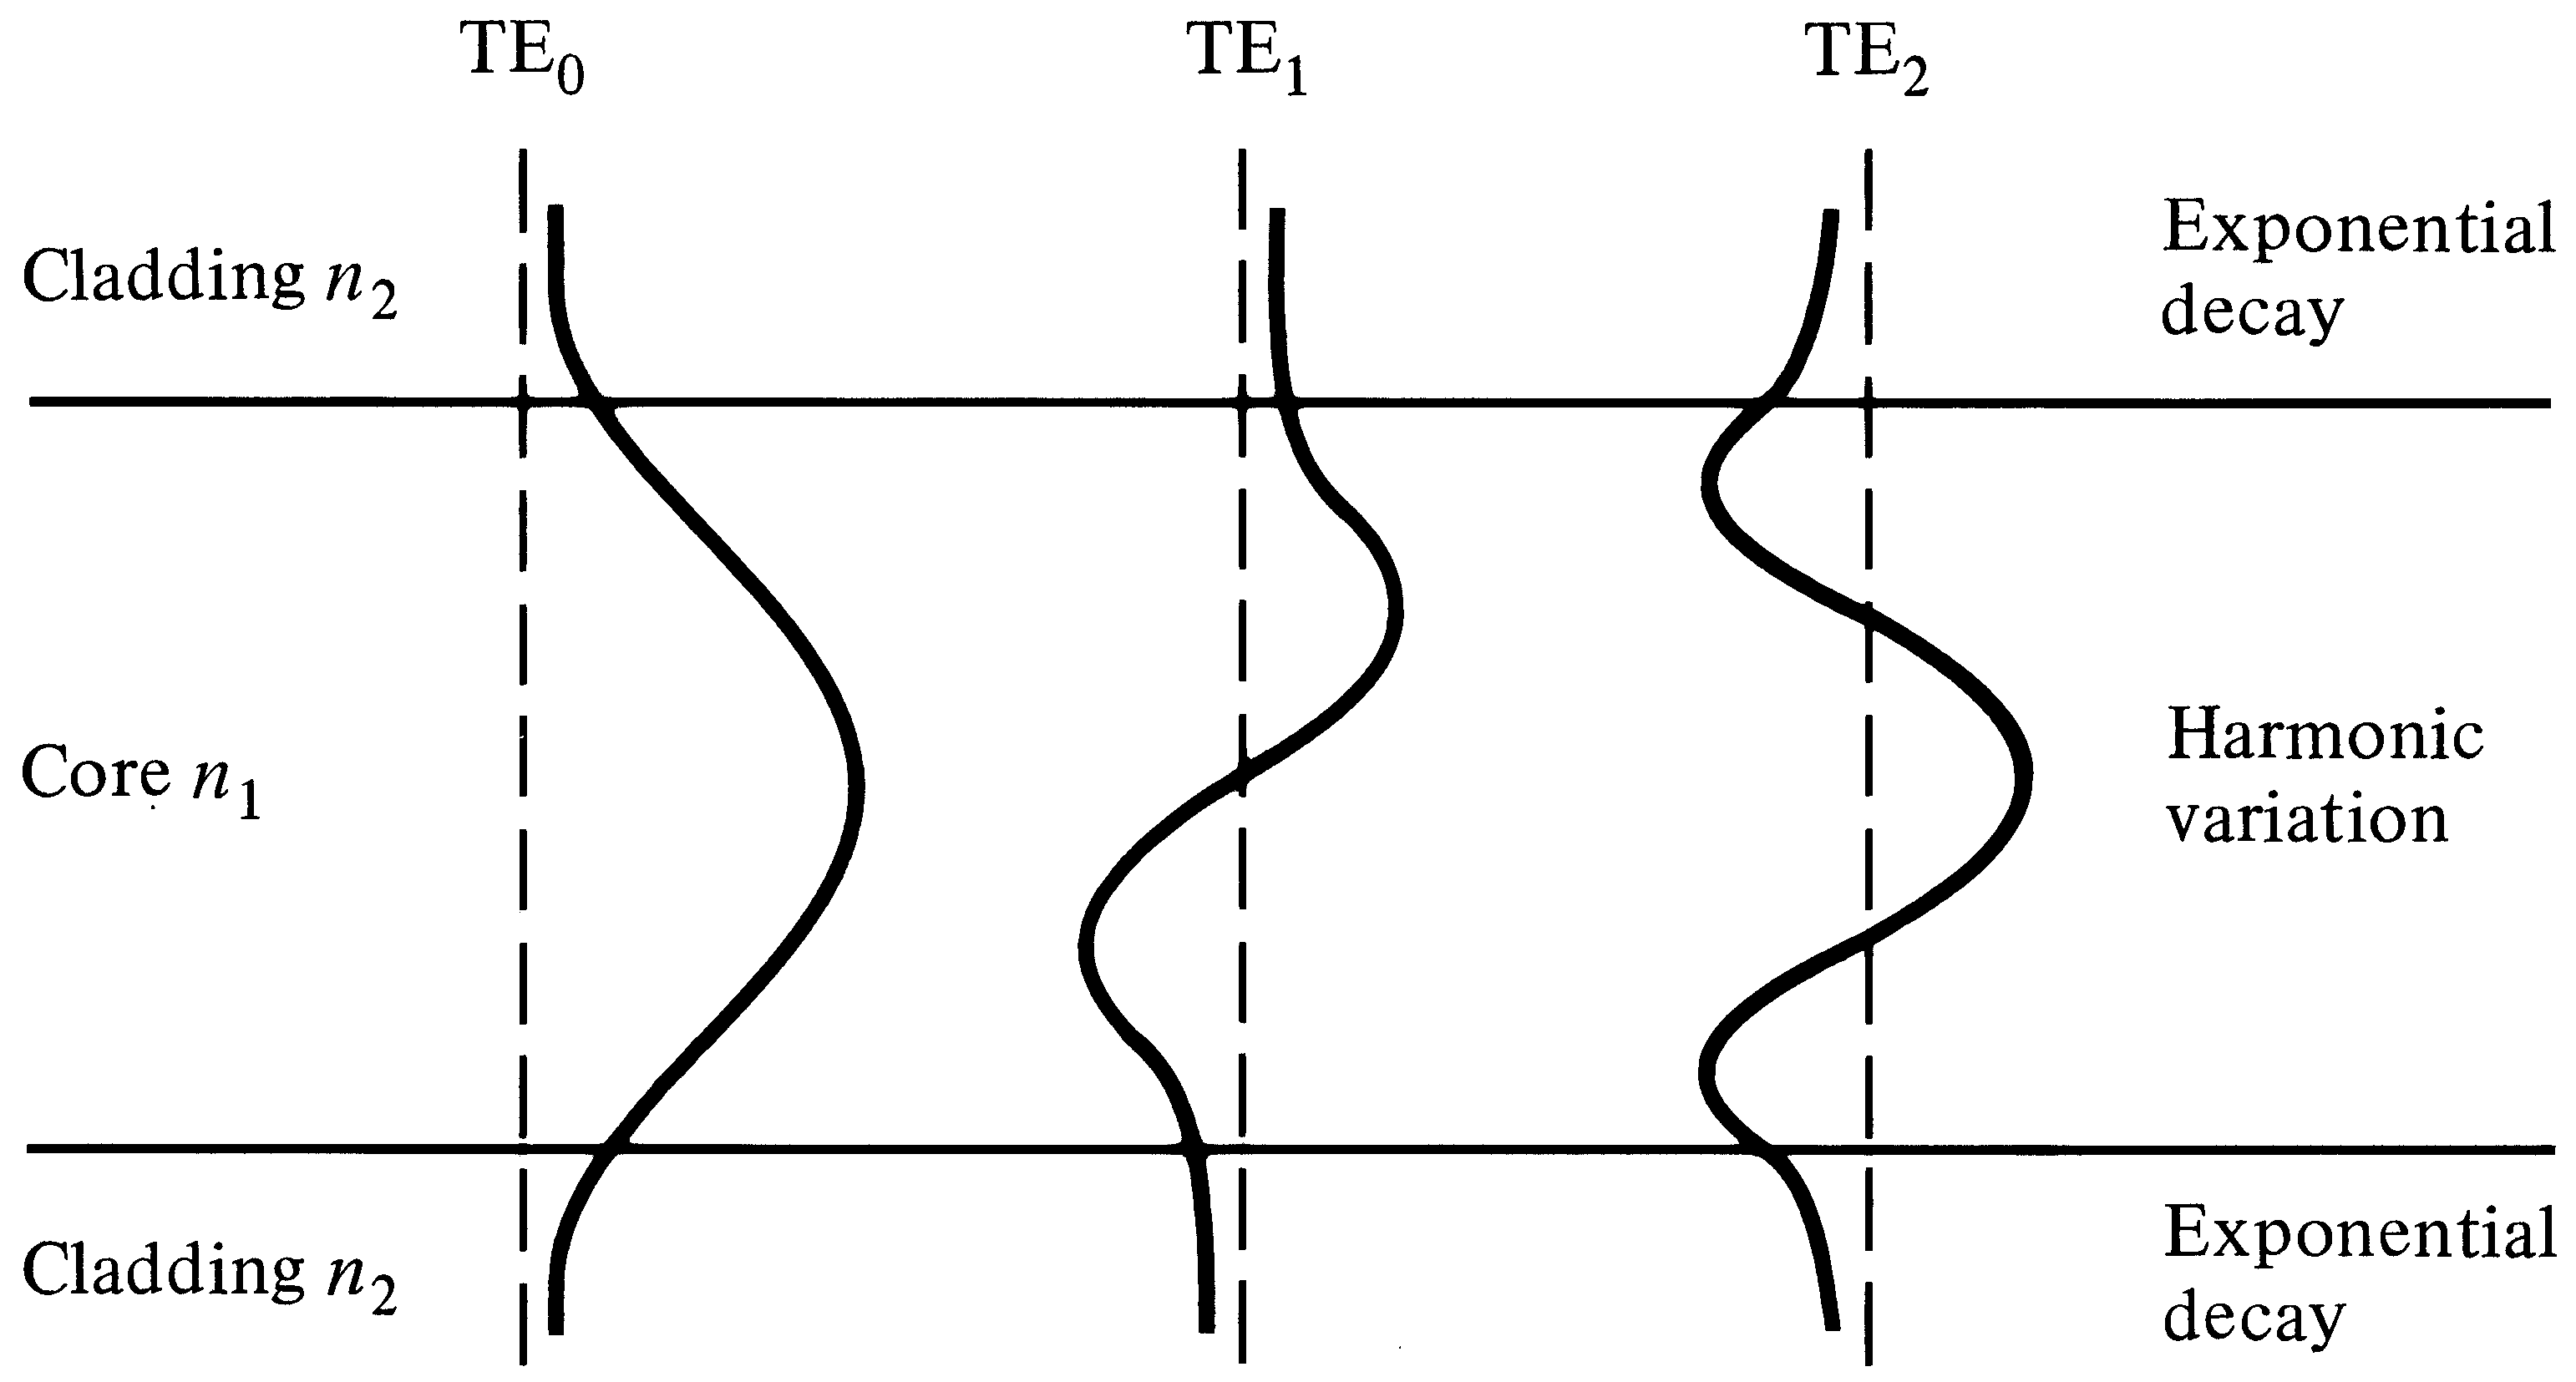 TE0 TE1 TE2
Cladding n2
Exponential
decay
Core n1
Harmonic
variation
Cladding n2
Exponential
decay